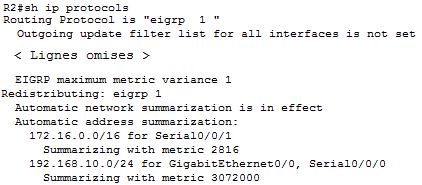 R2#sh ip protocols
Routing Protocol is "eigrp 1 "
Outgoing update filter list for all interfaces is not set
< Lignes omises >
EIGRP maximum metric variance 1
Redistributing: eigrp 1
Automatic network summarization is in effect
Automatic address summarization:
172.16.0.0/16 for Serial0/0/1
Summarizing with metric 2816
192.168.10.0/24 for GigabitEthernet0/0, Serial0/0/0
Summarizing with metric 3072000